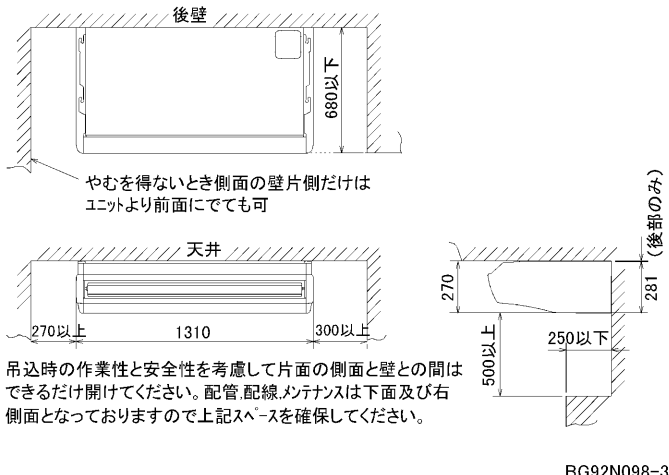 後壁
680以下
やむを得ないとき側面の壁片側だけは
ユニットより前面にでても可
天井
270以上
1310
300以上
270
281
(後部のみ)
500以上
250以下
吊込時の作業性と安全性を考慮して片面の側面と壁との間は
できるだけ開けてください。配管,配線,メンテナンスは下面及び右
側面となっておりますので上記スペースを確保してください。
BG92N098-3